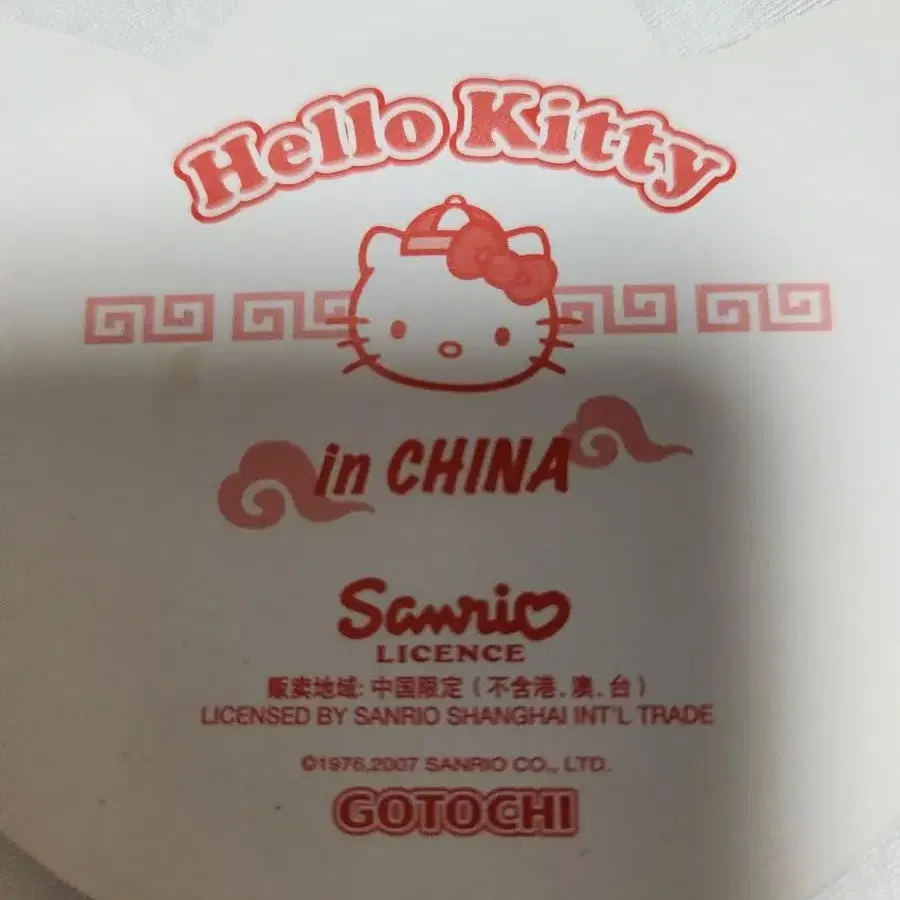 Hello Kitty
in CHINA
Sanrio
LICENCE
贩卖地域: 中国限定 (不含港、澳、台)
LICENSED BY SANRIO SHANGHAI INT'L TRADE
©1976,2007 SANRIO CO., LTD.
GOTOCHI